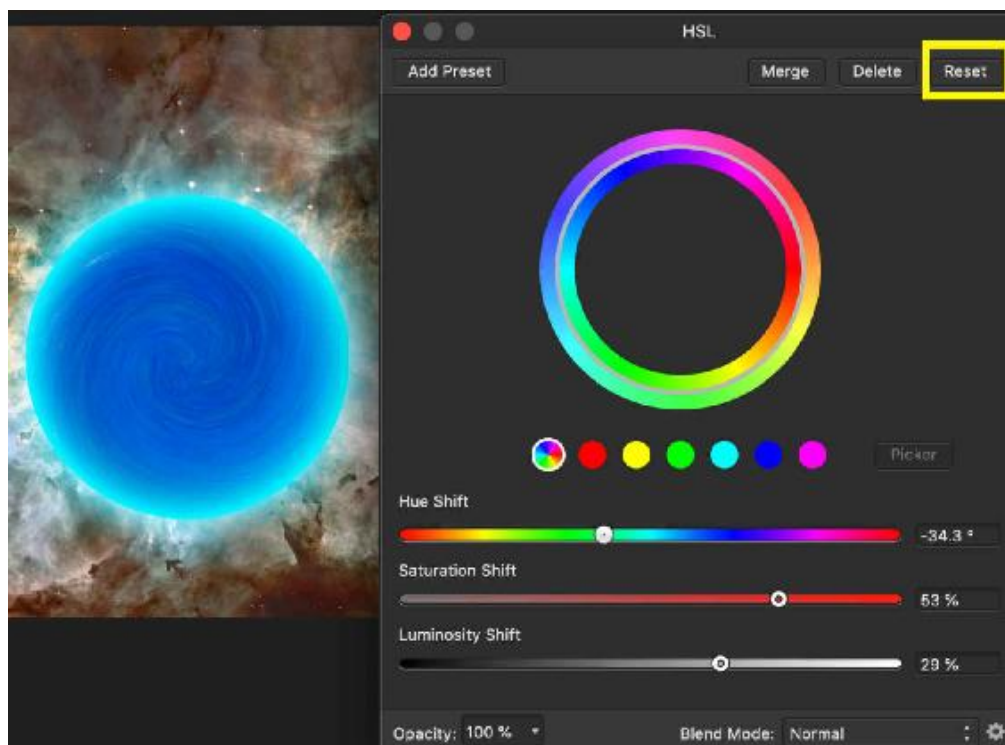 HSL
Add Preset Merge Delete Reset
Picker
Hue Shift
-34.3 °
Saturation Shift
53 %
Luminosity Shift
29 %
Opacity: 100 % Blend Mode: Normal